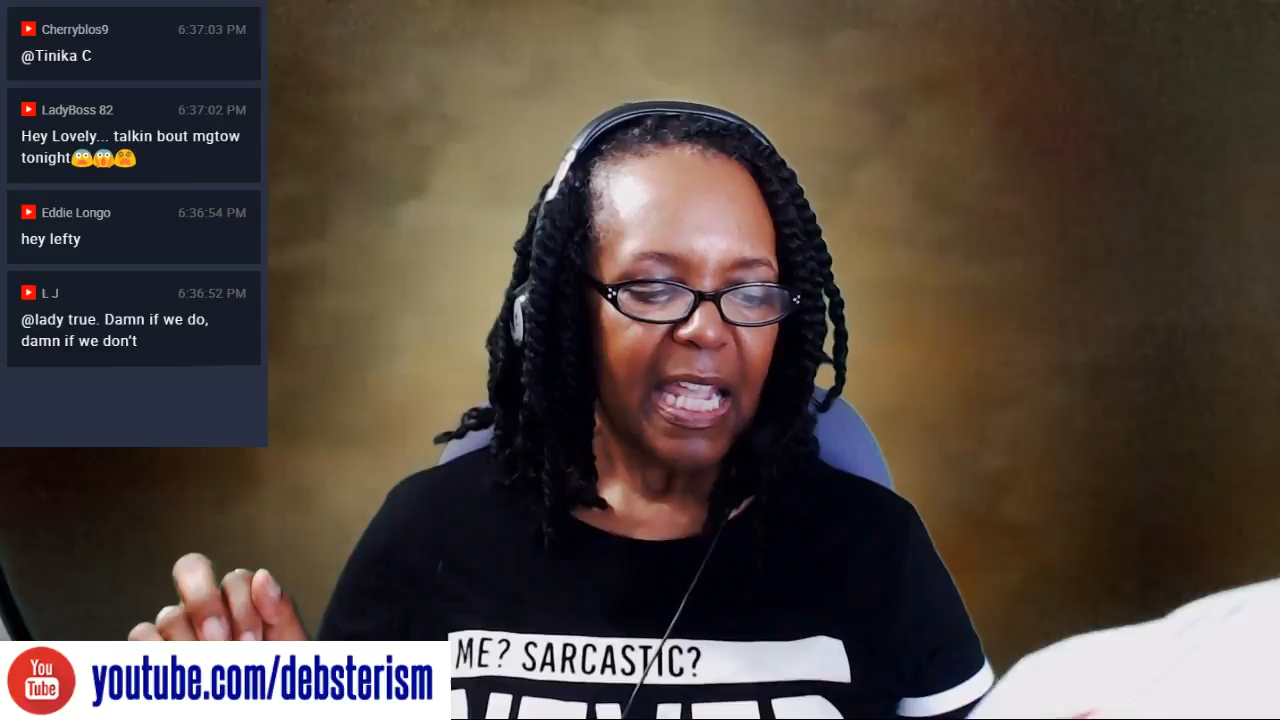 Cherryblos9 6:37:03 PM
@Tinika C
LadyBoss 82 6:37:02 PM
Hey Lovely... talkin bout mgtow
tonight😨😱😵
Eddie Longo 6:36:54 PM
hey lefty
L J 6:36:52 PM
@lady true. Damn if we do,
damn if we don't
ME? SARCASTIC?
NEVER
You
Tube
youtube.com/debsterism